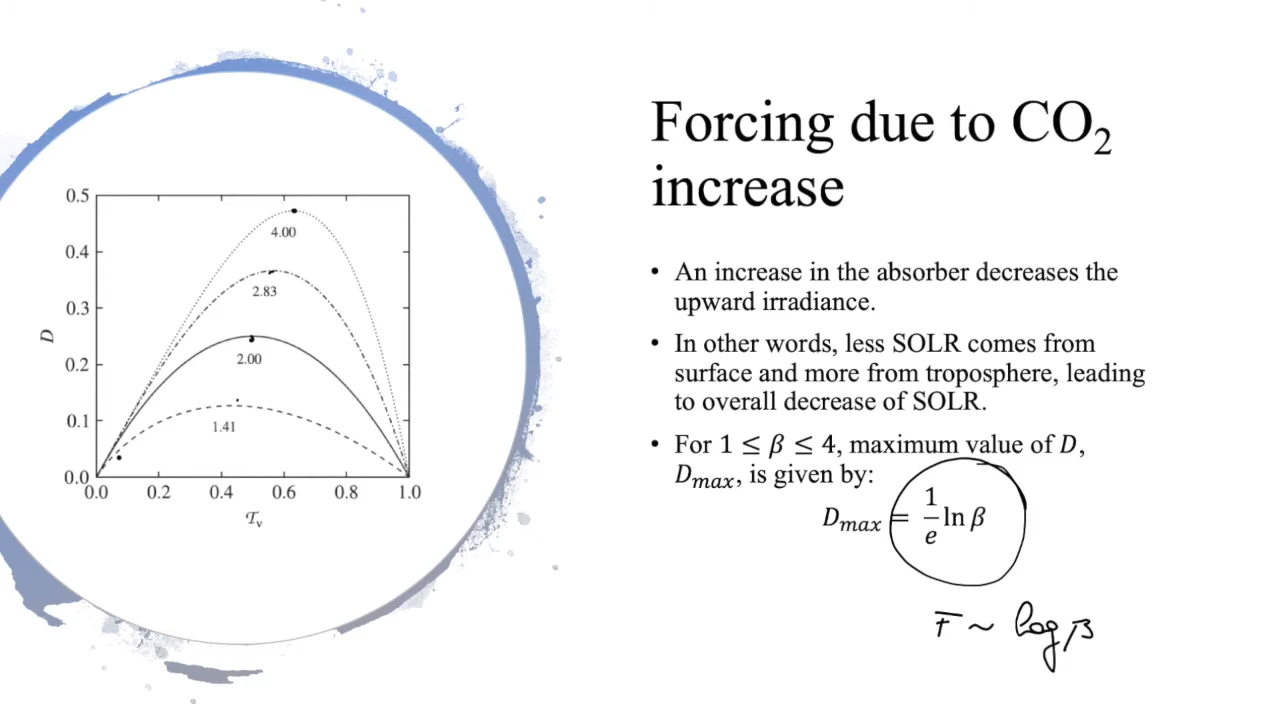 Forcing due to CO₂
increase
0.5
0.4
0.3
0.2
0.1
0.0
D
4.00
2.83
2.00
1.41
0.0 0.2 0.4 0.6 0.8 1.0
𝒯ᵥ
• An increase in the absorber decreases the
upward irradiance.
• In other words, less SOLR comes from
surface and more from troposphere, leading
to overall decrease of SOLR.
• For 1 ≤ β ≤ 4, maximum value of D,
Dₘₐₓ, is given by:
Dₘₐₓ = 1/e ln β
F ~ log β